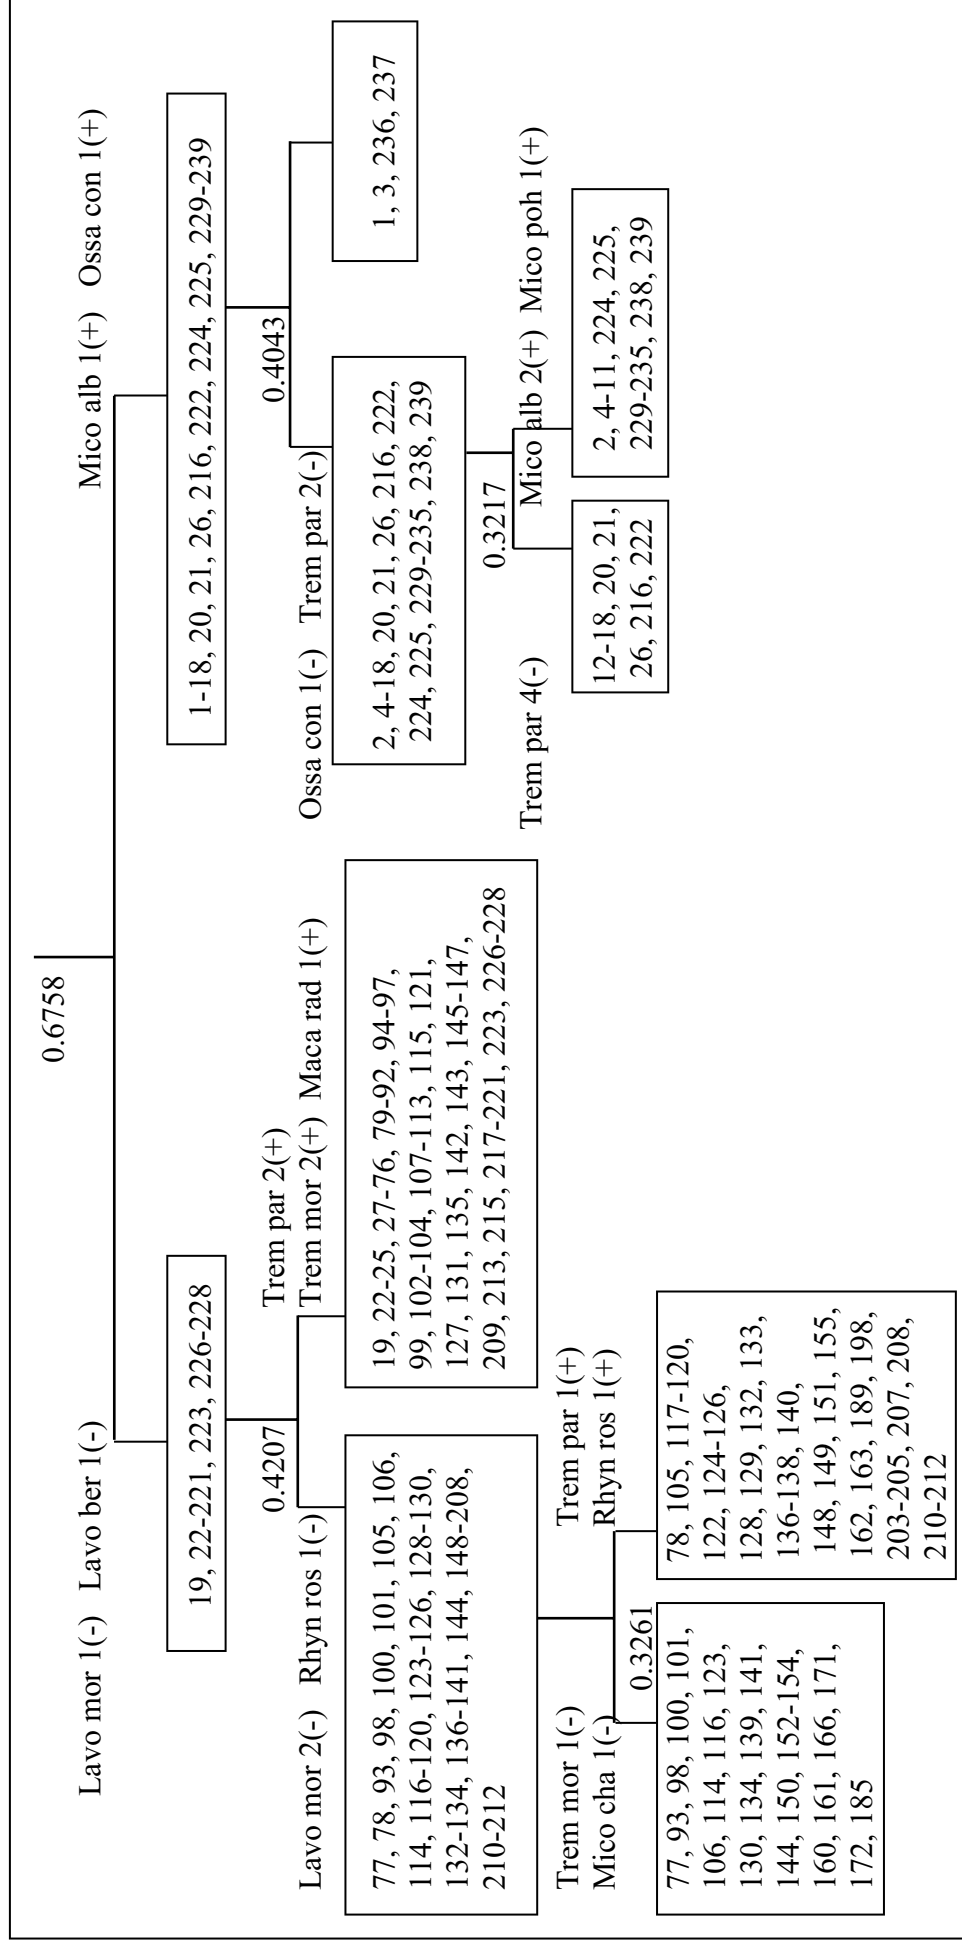 0.6758
Lavo mor 1(-) Lavo ber 1(-)
Mico alb 1(+) Ossa con 1(+)
19, 22-221, 223, 226-228
1-18, 20, 21, 26, 216, 222, 224, 225, 229-239
0.4207
Trem par 2(+)
Lavo mor 2(-) Rhyn ros 1(-)
Trem mor 2(+) Maca rad 1(+)
0.4043
Ossa con 1(-) Trem par 2(-)
77, 78, 93, 98, 100, 101, 105, 106,
114, 116-120, 123-126, 128-130,
132-134, 136-141, 144, 148-208,
210-212
19, 22-25, 27-76, 79-92, 94-97,
99, 102-104, 107-113, 115, 121,
127, 131, 135, 142, 143, 145-147,
209, 213, 215, 217-221, 223, 226-228
2, 4-18, 20, 21, 26, 216, 222,
224, 225, 229-235, 238, 239
1, 3, 236, 237
Trem mor 1(-)
Mico cha 1(-)
0.3261
Trem par 1(+)
Rhyn ros 1(+)
0.3217
Trem par 4(-)
Mico alb 2(+) Mico poh 1(+)
77, 93, 98, 100, 101,
106, 114, 116, 123,
130, 134, 139, 141,
144, 150, 152-154,
160, 161, 166, 171,
172, 185
78, 105, 117-120,
122, 124-126,
128, 129, 132, 133,
136-138, 140,
148, 149, 151, 155,
162, 163, 189, 198,
203-205, 207, 208,
210-212
12-18, 20, 21,
26, 216, 222
2, 4-11, 224, 225,
229-235, 238, 239